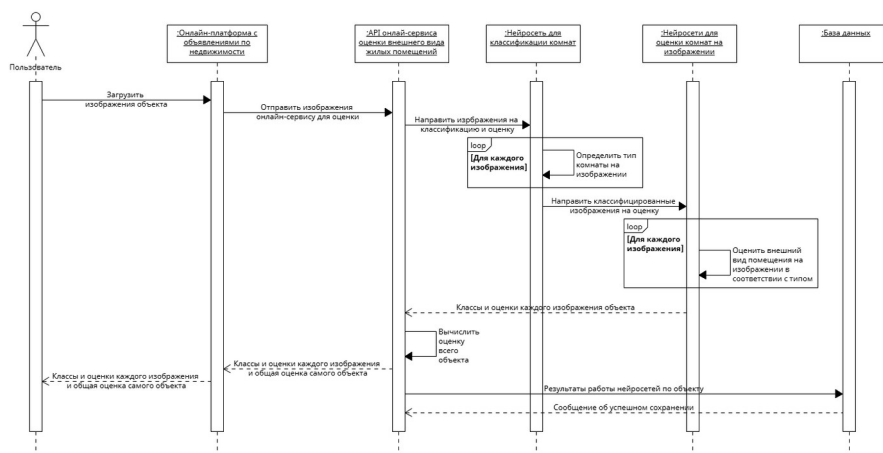 :Онлайн-платформа с
объявлениями по
недвижимости
:API онлай-сервиса
оценки внешнего вида
жилых помещений
:Нейросеть для
классификации комнат
:Нейросети для
оценки комнат на
изображении
:База данных
Пользователь
Загрузить
изображения объекта
Отправить изображения
онлайн-сервису для оценки
Направить изрбражения на
классификацию и оценку
loop
[Для каждого
изображения]
Определить тип
комнаты на
изображении
Направить классифицированные
изображения на оценку
loop
[Для каждого
изображения]
Оценить внешний
вид помещения на
изображении в
соответствии с типом
Классы и оценки каждого изображения объекта
Вычислить
оценку
всего
объекта
Классы и оценки каждого изображения
и общая оценка самого объекта
Классы и оценки каждого изображения
и общая оценка самого объекта
Результаты работы нейросетей по объекту
Сообщение об успешном сохранении